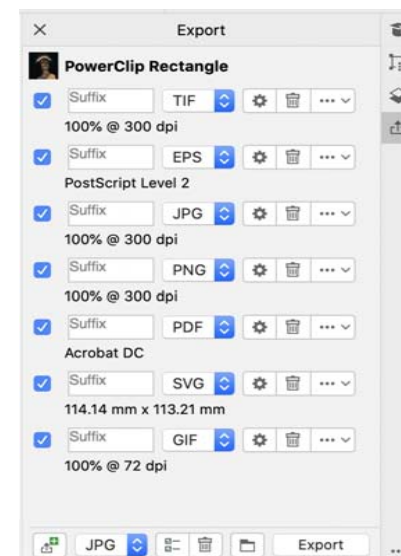 Export
PowerClip Rectangle
Suffix TIF
100% @ 300 dpi
Suffix EPS
PostScript Level 2
Suffix JPG
100% @ 300 dpi
Suffix PNG
100% @ 300 dpi
Suffix PDF
Acrobat DC
Suffix SVG
114.14 mm x 113.21 mm
Suffix GIF
100% @ 72 dpi
JPG Export